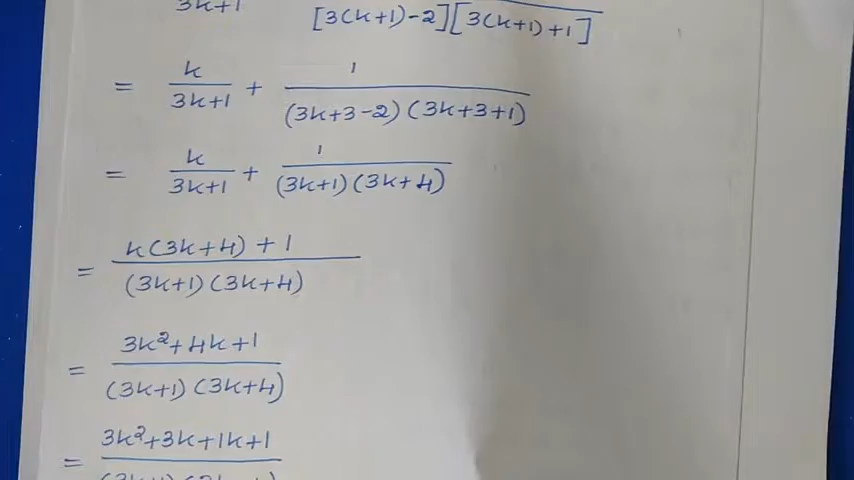 3k+1 [3(k+1)-2][3(k+1)+1]
= k/3k+1 + 1/(3k+3-2)(3k+3+1)
= k/3k+1 + 1/(3k+1)(3k+4)
= k(3k+4)+1/(3k+1)(3k+4)
= 3k²+4k+1/(3k+1)(3k+4)
= 3k²+3k+1k+1